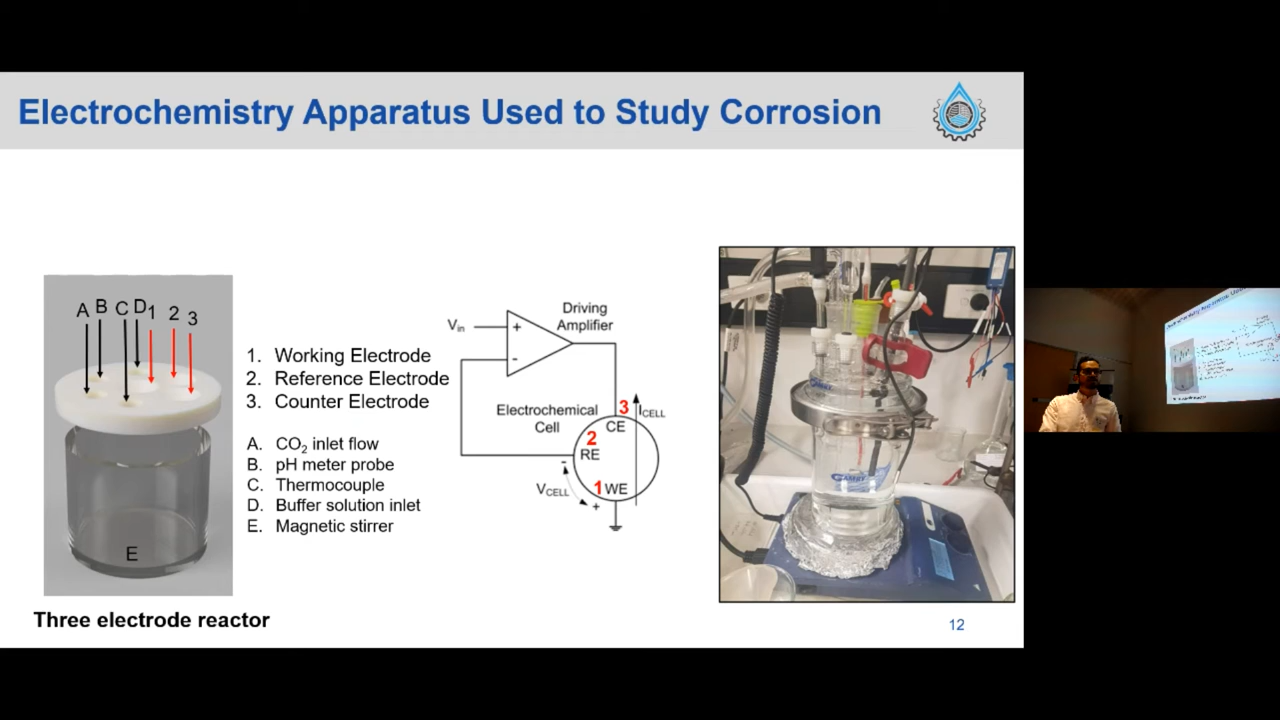 Electrochemistry Apparatus Used to Study Corrosion
A B C D 1 2 3
E
Three electrode reactor
1. Working Electrode
2. Reference Electrode
3. Counter Electrode
A. CO₂ inlet flow
B. pH meter probe
C. Thermocouple
D. Buffer solution inlet
E. Magnetic stirrer
Driving
Amplifier
Vin
+
-
Electrochemical
Cell
3 ICELL
CE
2
RE
-
VCELL
1 WE
+
GAMRY
GAMRY
12